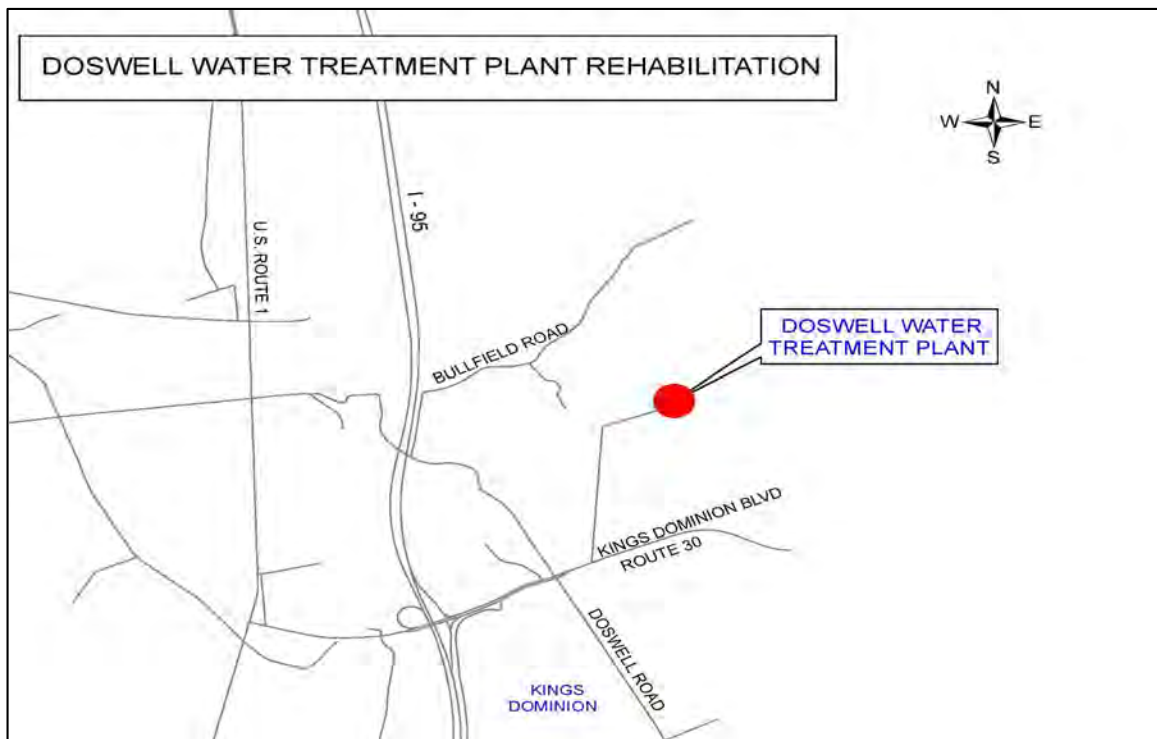 DOSWELL WATER TREATMENT PLANT REHABILITATION
N
W E
S
I - 95
U.S. ROUTE 1
BULLFIELD ROAD
DOSWELL WATER
TREATMENT PLANT
KINGS DOMINION BLVD
ROUTE 30
DOSWELL ROAD
KINGS
DOMINION